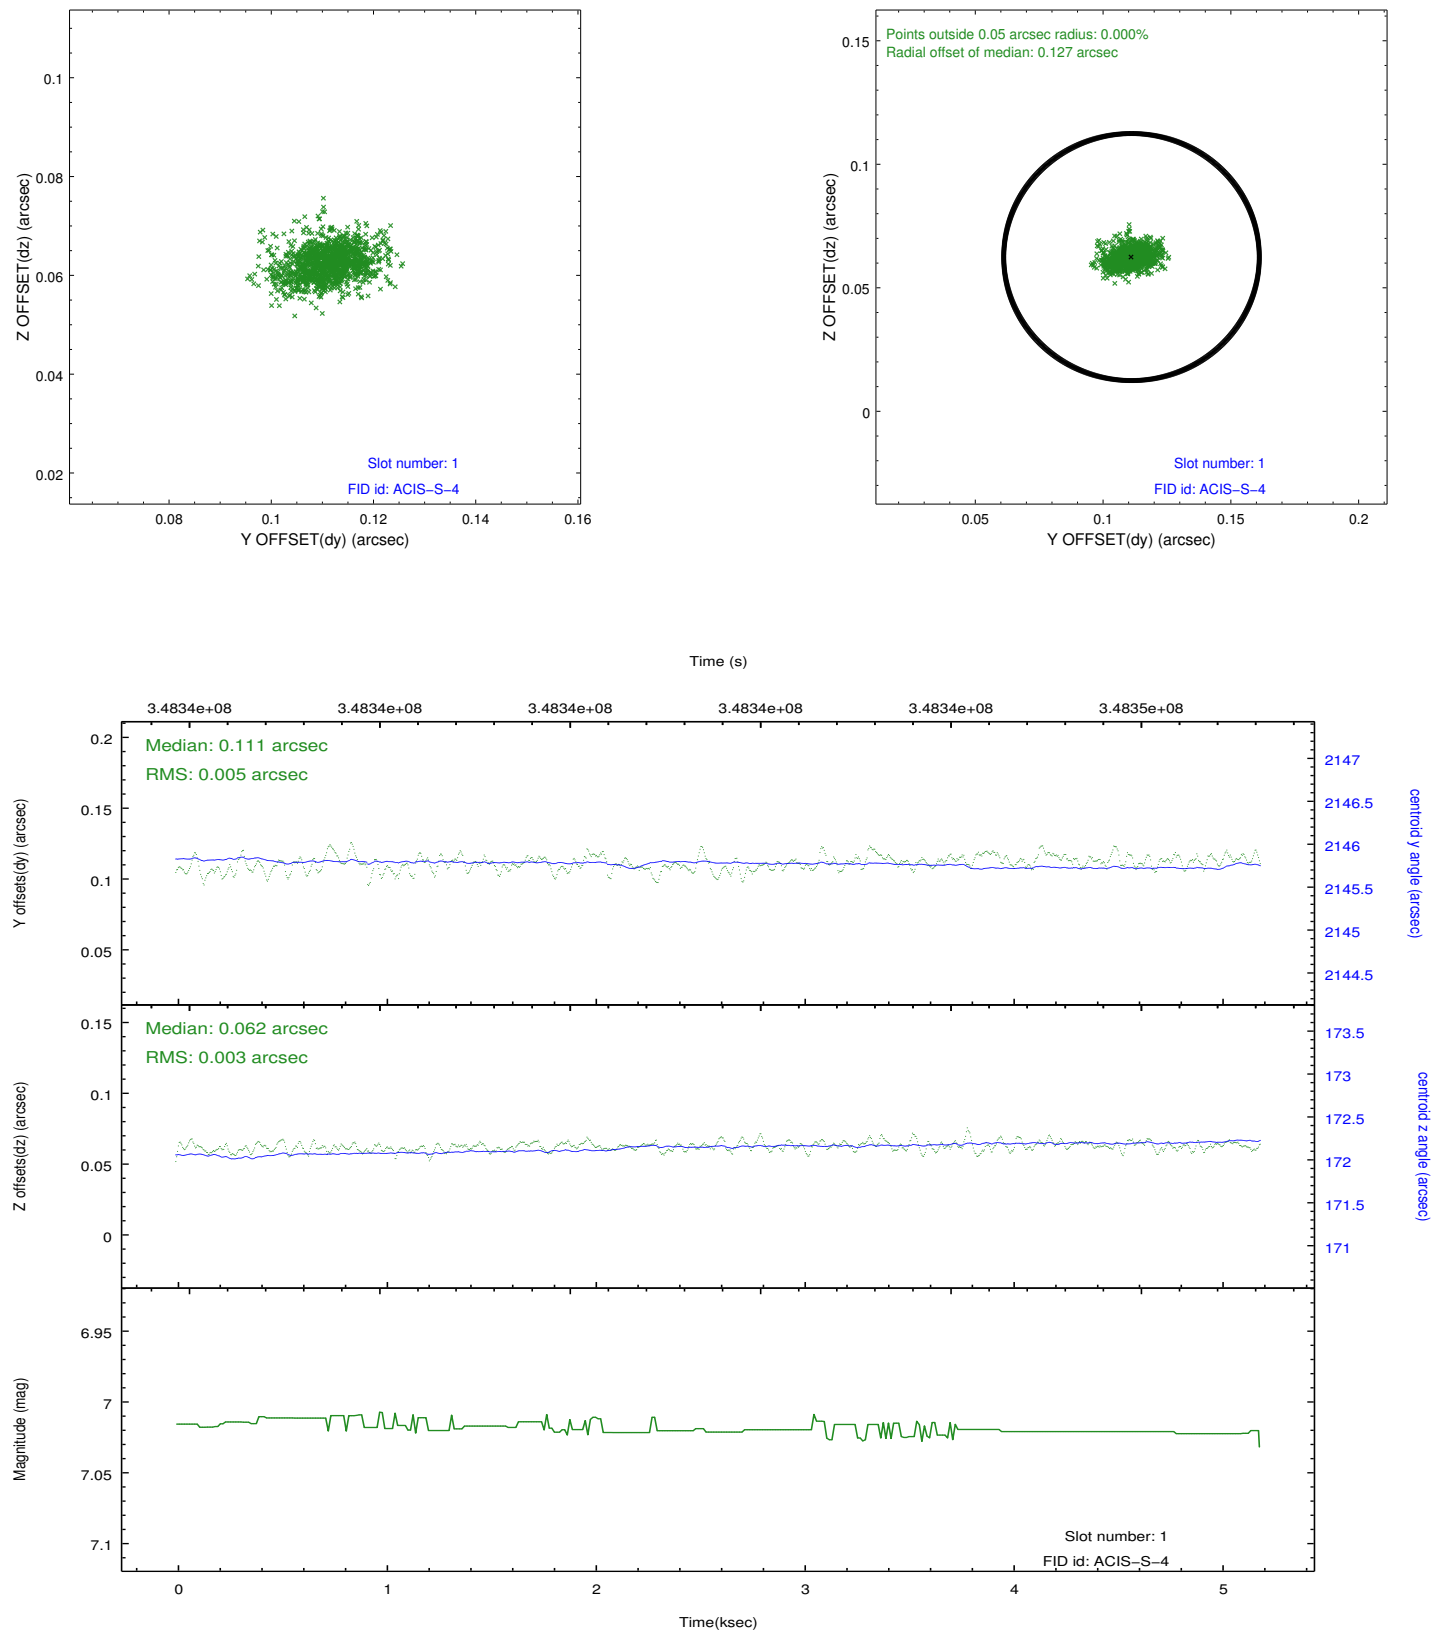 0.1
0.08
0.06
0.04
0.02
Z OFFSET(dz) (arcsec)
Slot number: 1
FID id: ACIS−S−4
0.08 0.1 0.12 0.14 0.16
Y OFFSET(dy) (arcsec)
Points outside 0.05 arcsec radius: 0.000%
Radial offset of median: 0.127 arcsec
0.15
0.1
0.05
0
Z OFFSET(dz) (arcsec)
Slot number: 1
FID id: ACIS−S−4
0.05 0.1 0.15 0.2
Y OFFSET(dy) (arcsec)
Time (s)
3.4834e+08 3.4834e+08 3.4834e+08 3.4834e+08 3.4834e+08 3.4835e+08
Median: 0.111 arcsec
RMS: 0.005 arcsec
0.2
0.15
0.1
0.05
Y offsets(dy) (arcsec)
2147
2146.5
2146
2145.5
2145
2144.5
centroid y angle (arcsec)
Median: 0.062 arcsec
RMS: 0.003 arcsec
0.15
0.1
0.05
0
Z offsets(dz) (arcsec)
173.5
173
172.5
172
171.5
171
centroid z angle (arcsec)
6.95
7
7.05
7.1
Magnitude (mag)
Slot number: 1
FID id: ACIS−S−4
0 1 2 3 4 5
Time(ksec)